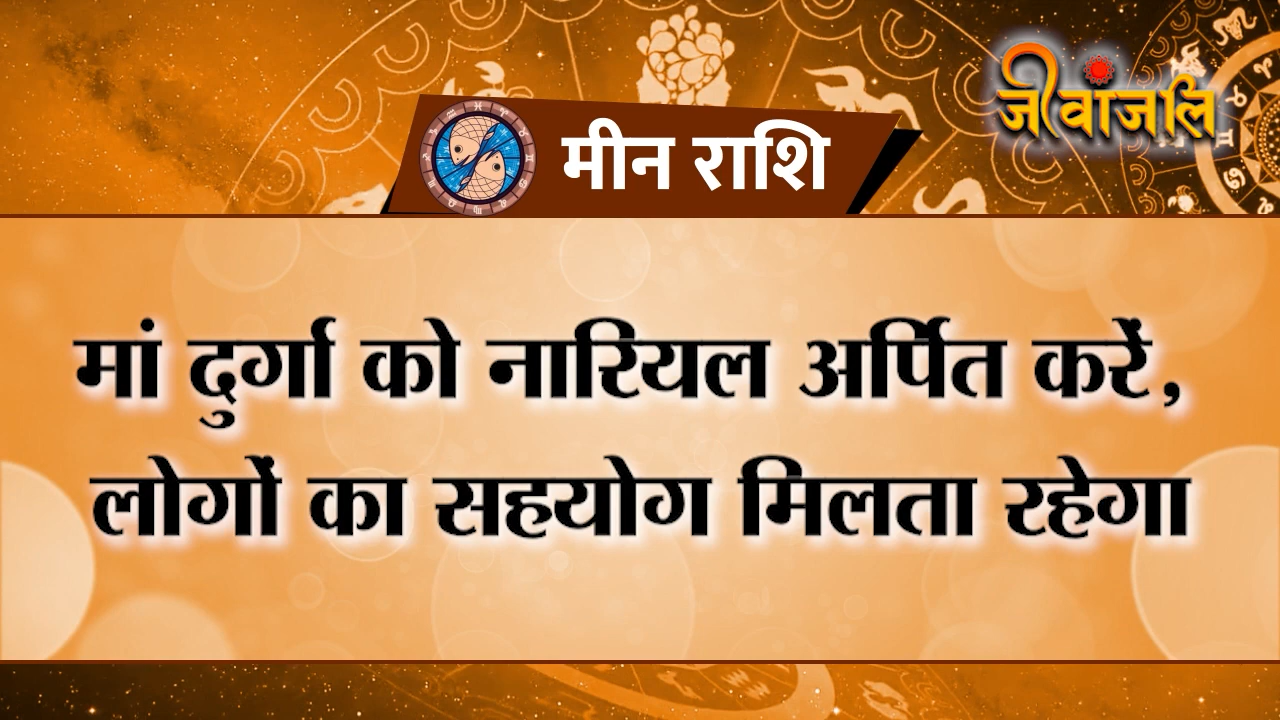 जीवांजलि
मीन राशि
मां दुर्गा को नारियल अर्पित करें,
लोगों का सहयोग मिलता रहेगा